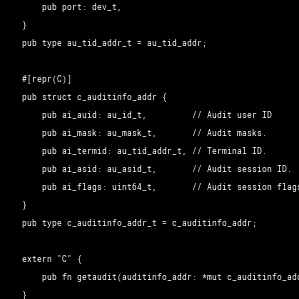 pub port: dev_t,
}
pub type au_tid_addr_t = au_tid_addr;
#[repr(C)]
pub struct c_auditinfo_addr {
pub ai_auid: au_id_t, // Audit user ID
pub ai_mask: au_mask_t, // Audit masks.
pub ai_termid: au_tid_addr_t, // Terminal ID.
pub ai_asid: au_asid_t, // Audit session ID.
pub ai_flags: uint64_t, // Audit session flags
}
pub type c_auditinfo_addr_t = c_auditinfo_addr;
extern "C" {
pub fn getaudit(auditinfo_addr: *mut c_auditinfo_add
}